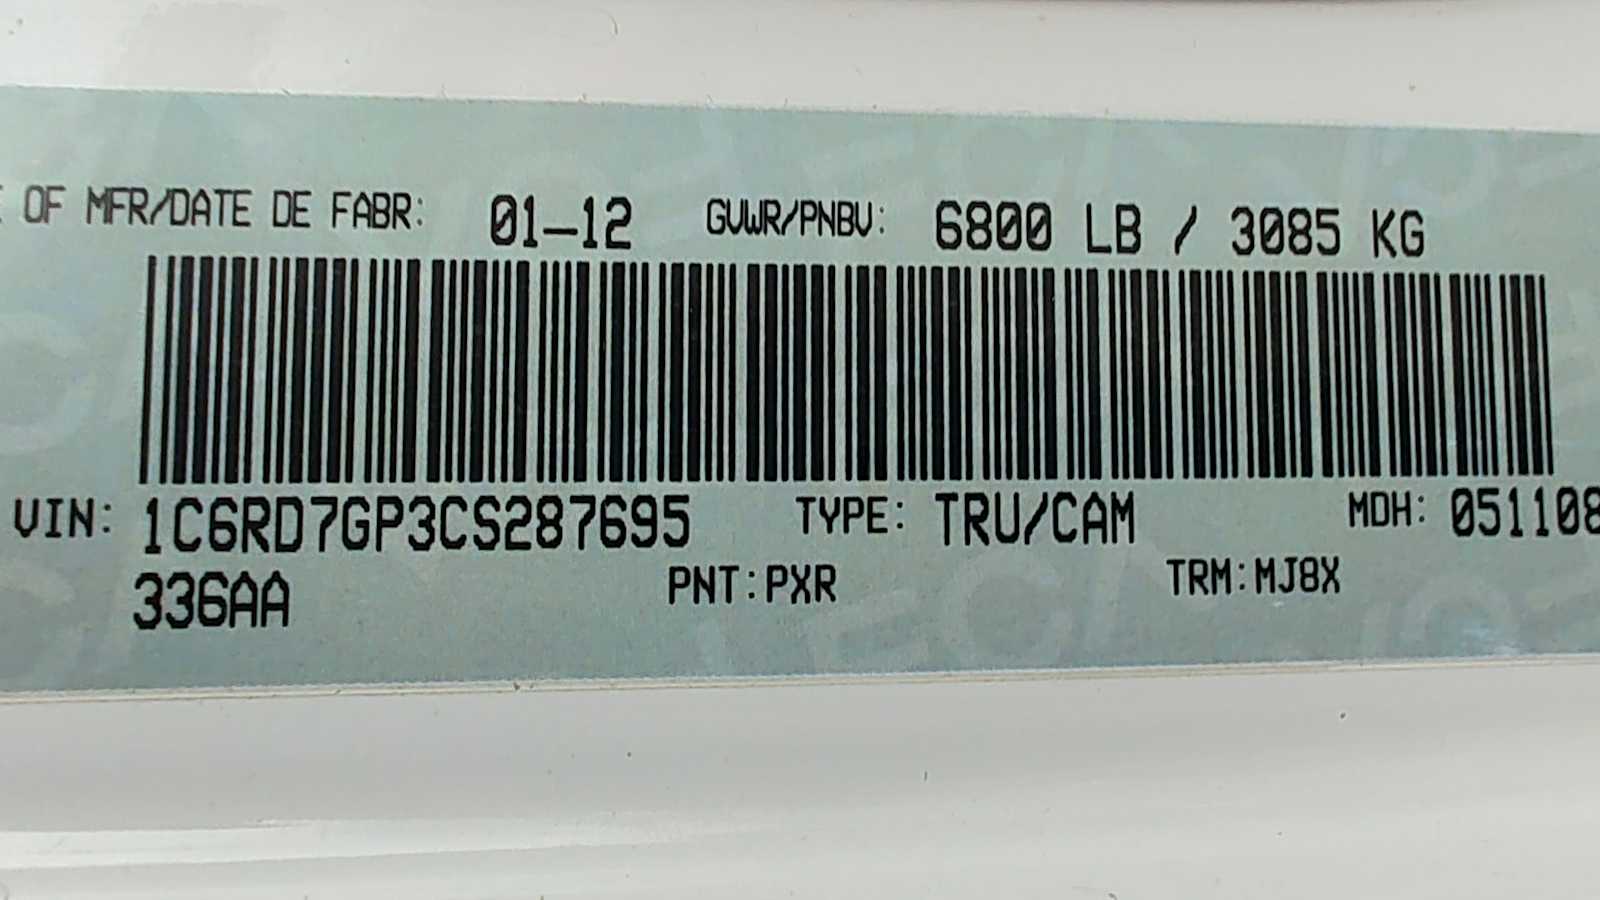 OF MFR/DATE DE FABR: 01-12 GVWR/PNBV: 6800 LB / 3085 KG
VIN: 1C6RD7GP3CS287695 TYPE: TRU/CAM MDH: 051108
336AA PNT:PXR TRM:MJ8X